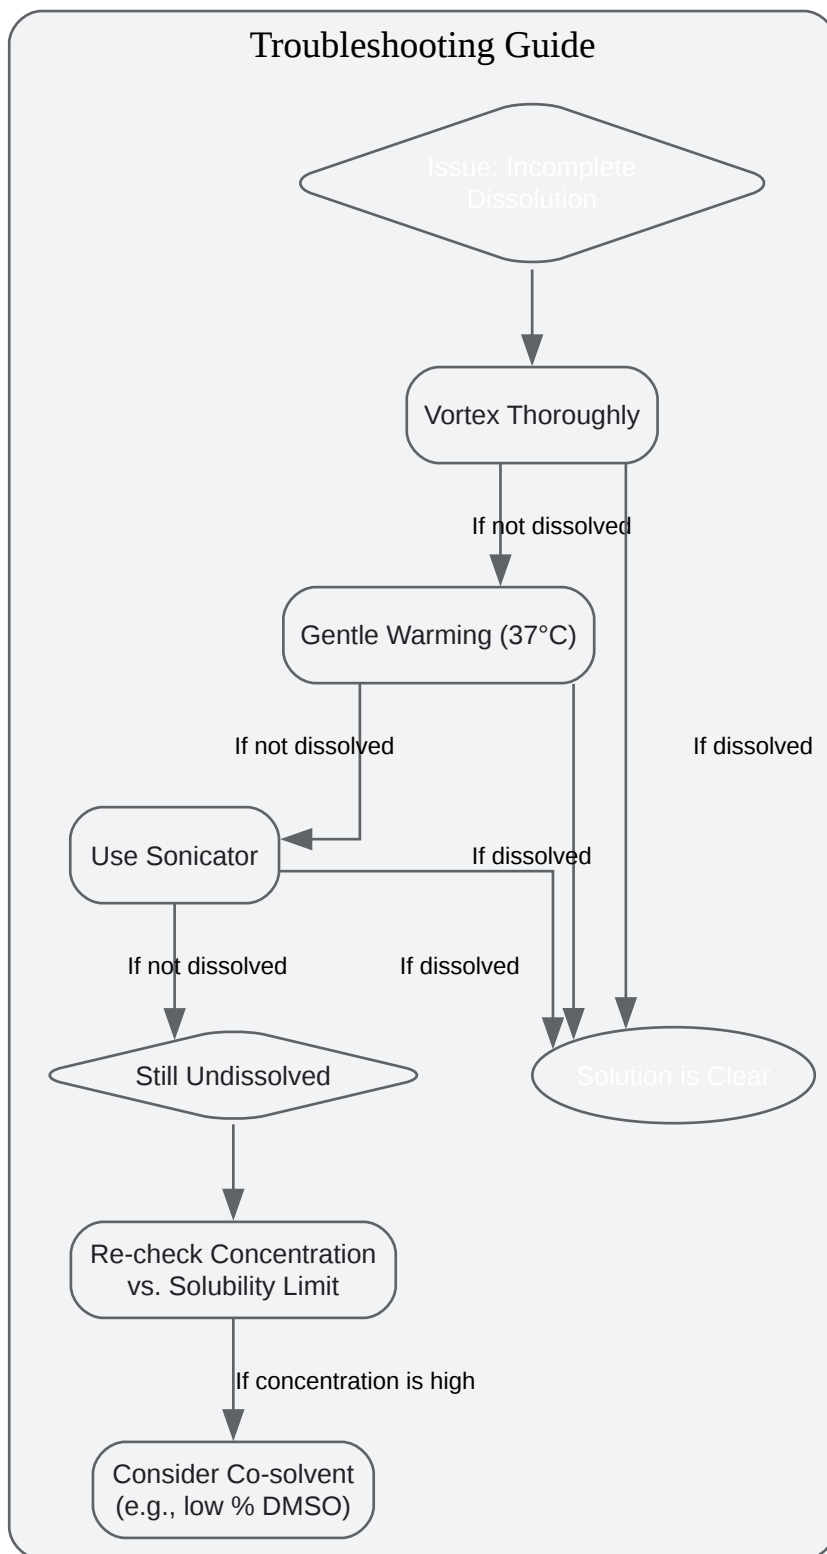 Troubleshooting Guide
Issue: Incomplete
Dissolution
Vortex Thoroughly
If not dissolved
Gentle Warming (37°C)
If not dissolved
If dissolved
Use Sonicator
If dissolved
If not dissolved
If dissolved
Still Undissolved
Solution is Clear
Re-check Concentration
vs. Solubility Limit
If concentration is high
Consider Co-solvent
(e.g., low % DMSO)